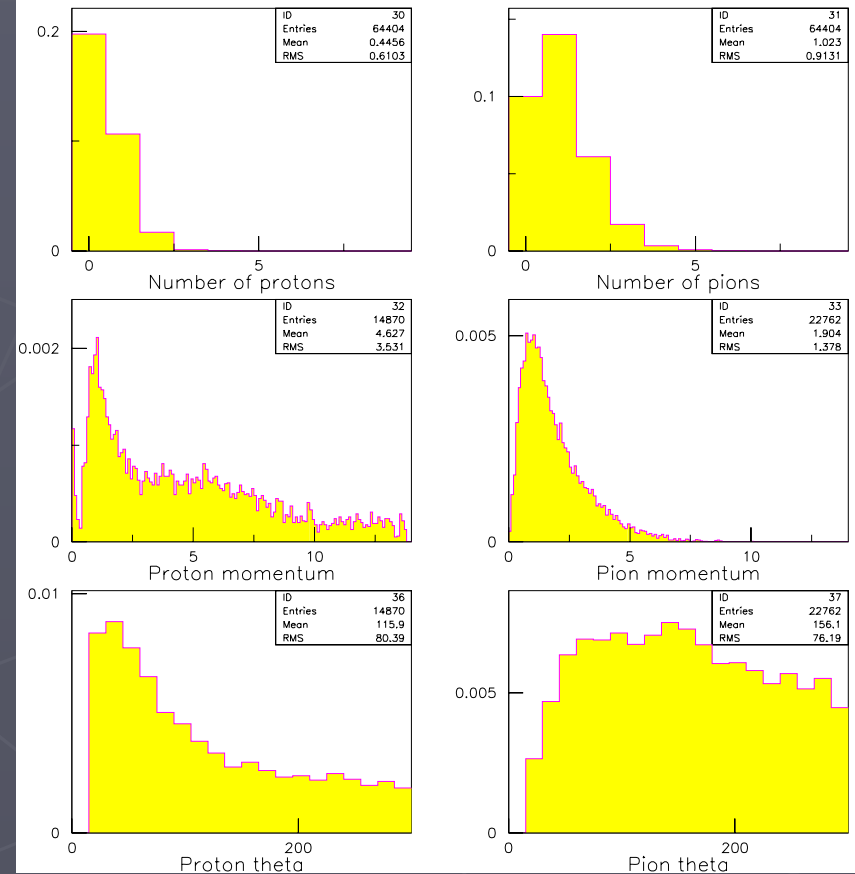 ID 30
Entries 64404
Mean 0.4456
RMS 0.6103
0.2
0
0 5
Number of protons
ID 31
Entries 64404
Mean 1.023
RMS 0.9131
0.1
0
0 5
Number of pions
ID 32
Entries 14870
Mean 4.627
RMS 3.531
0.002
0
0 5 10
Proton momentum
ID 33
Entries 22762
Mean 1.904
RMS 1.378
0.005
0
0 5 10
Pion momentum
ID 36
Entries 14870
Mean 115.9
RMS 80.39
0.01
0
0 200
Proton theta
ID 37
Entries 22762
Mean 156.1
RMS 76.19
0.005
0
0 200
Pion theta